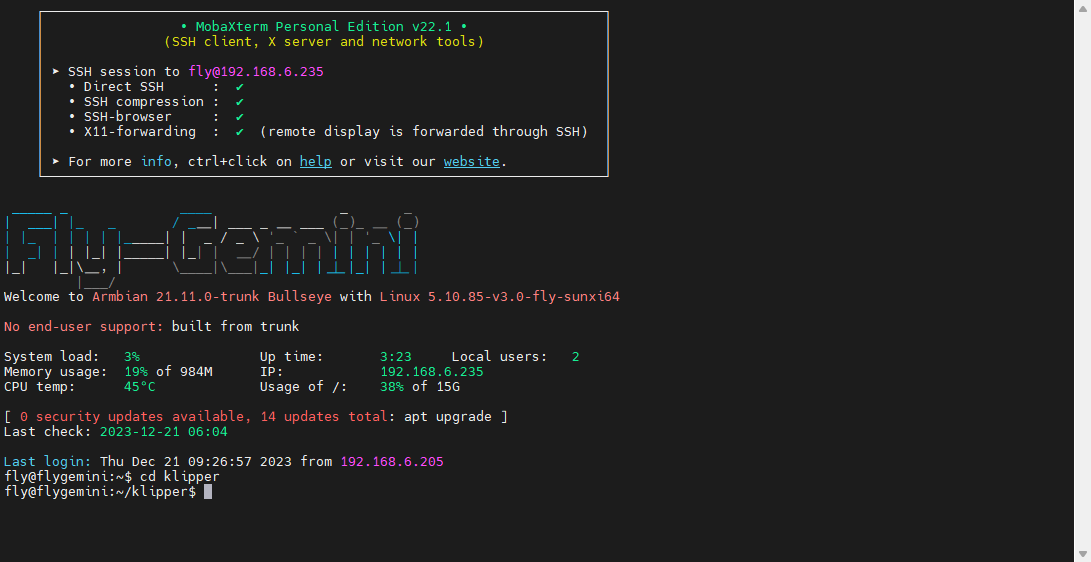 • MobaXterm Personal Edition v22.1 •
(SSH client, X server and network tools)
➤ SSH session to fly@192.168.6.235
• Direct SSH : ✔
• SSH compression : ✔
• SSH-browser : ✔
• X11-forwarding : ✔ (remote display is forwarded through SSH)
➤ For more info, ctrl+click on help or visit our website.
Fly-Gemini
Welcome to Armbian 21.11.0-trunk Bullseye with Linux 5.10.85-v3.0-fly-sunxi64
No end-user support: built from trunk
System load: 3% Up time: 3:23 Local users: 2
Memory usage: 19% of 984M IP: 192.168.6.235
CPU temp: 45°C Usage of /: 38% of 15G
[ 0 security updates available, 14 updates total: apt upgrade ]
Last check: 2023-12-21 06:04
Last login: Thu Dec 21 09:26:57 2023 from 192.168.6.205
fly@flygemini:~$ cd klipper
fly@flygemini:~/klipper$